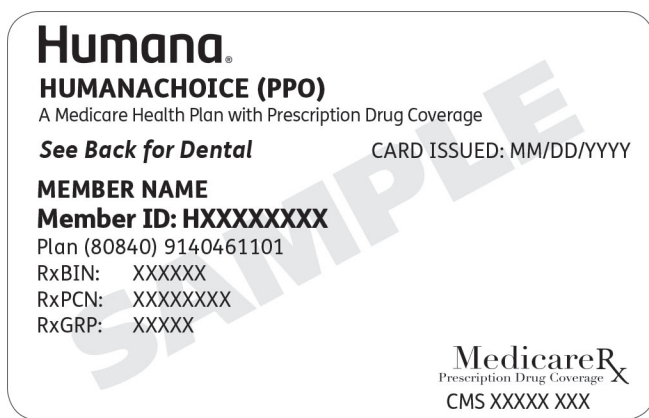 Humana®
HUMANACHOICE (PPO)
A Medicare Health Plan with Prescription Drug Coverage
See Back for Dental CARD ISSUED: MM/DD/YYYY
MEMBER NAME
Member ID: HXXXXXXXX
Plan (80840) 9140461101
RxBIN: XXXXXX
RxPCN: XXXXXXXX
RxGRP: XXXXX
SAMPLE
MedicareRx
Prescription Drug Coverage
CMS XXXXX XXX